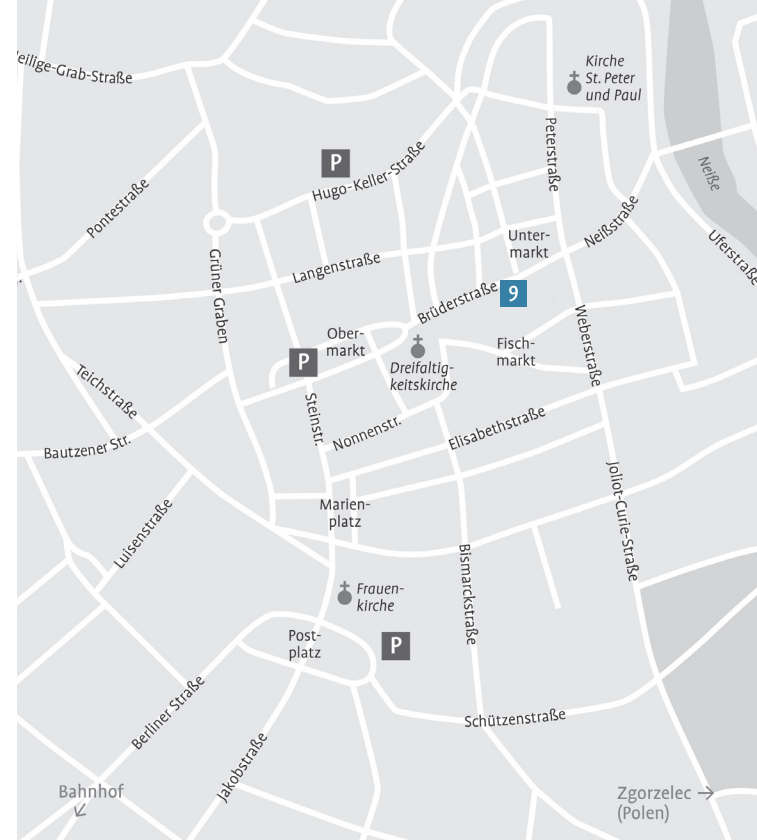 Kirche
St. Peter
und Paul
Heilige-Grab-Straße
Peterstraße
P
Hugo-Keller-Straße
Neiße
Pontestraße
Neißstraße
Unter-
markt
Uferstraße
Grüner Graben
Langenstraße
Brüderstraße
9
Ober-
markt
Weberstraße
Fisch-
markt
P
Dreifaltig-
keitskirche
Teichstraße
Steinstr.
Nonnenstr.
Elisabethstraße
Bautzener Str.
Joliot-Curie-Straße
Marien-
platz
Luisenstraße
Bismarckstraße
Frauen-
kirche
Post-
platz
P
Berliner Straße
Schützenstraße
Jakobstraße
Bahnhof
Zgorzelec →
(Polen)